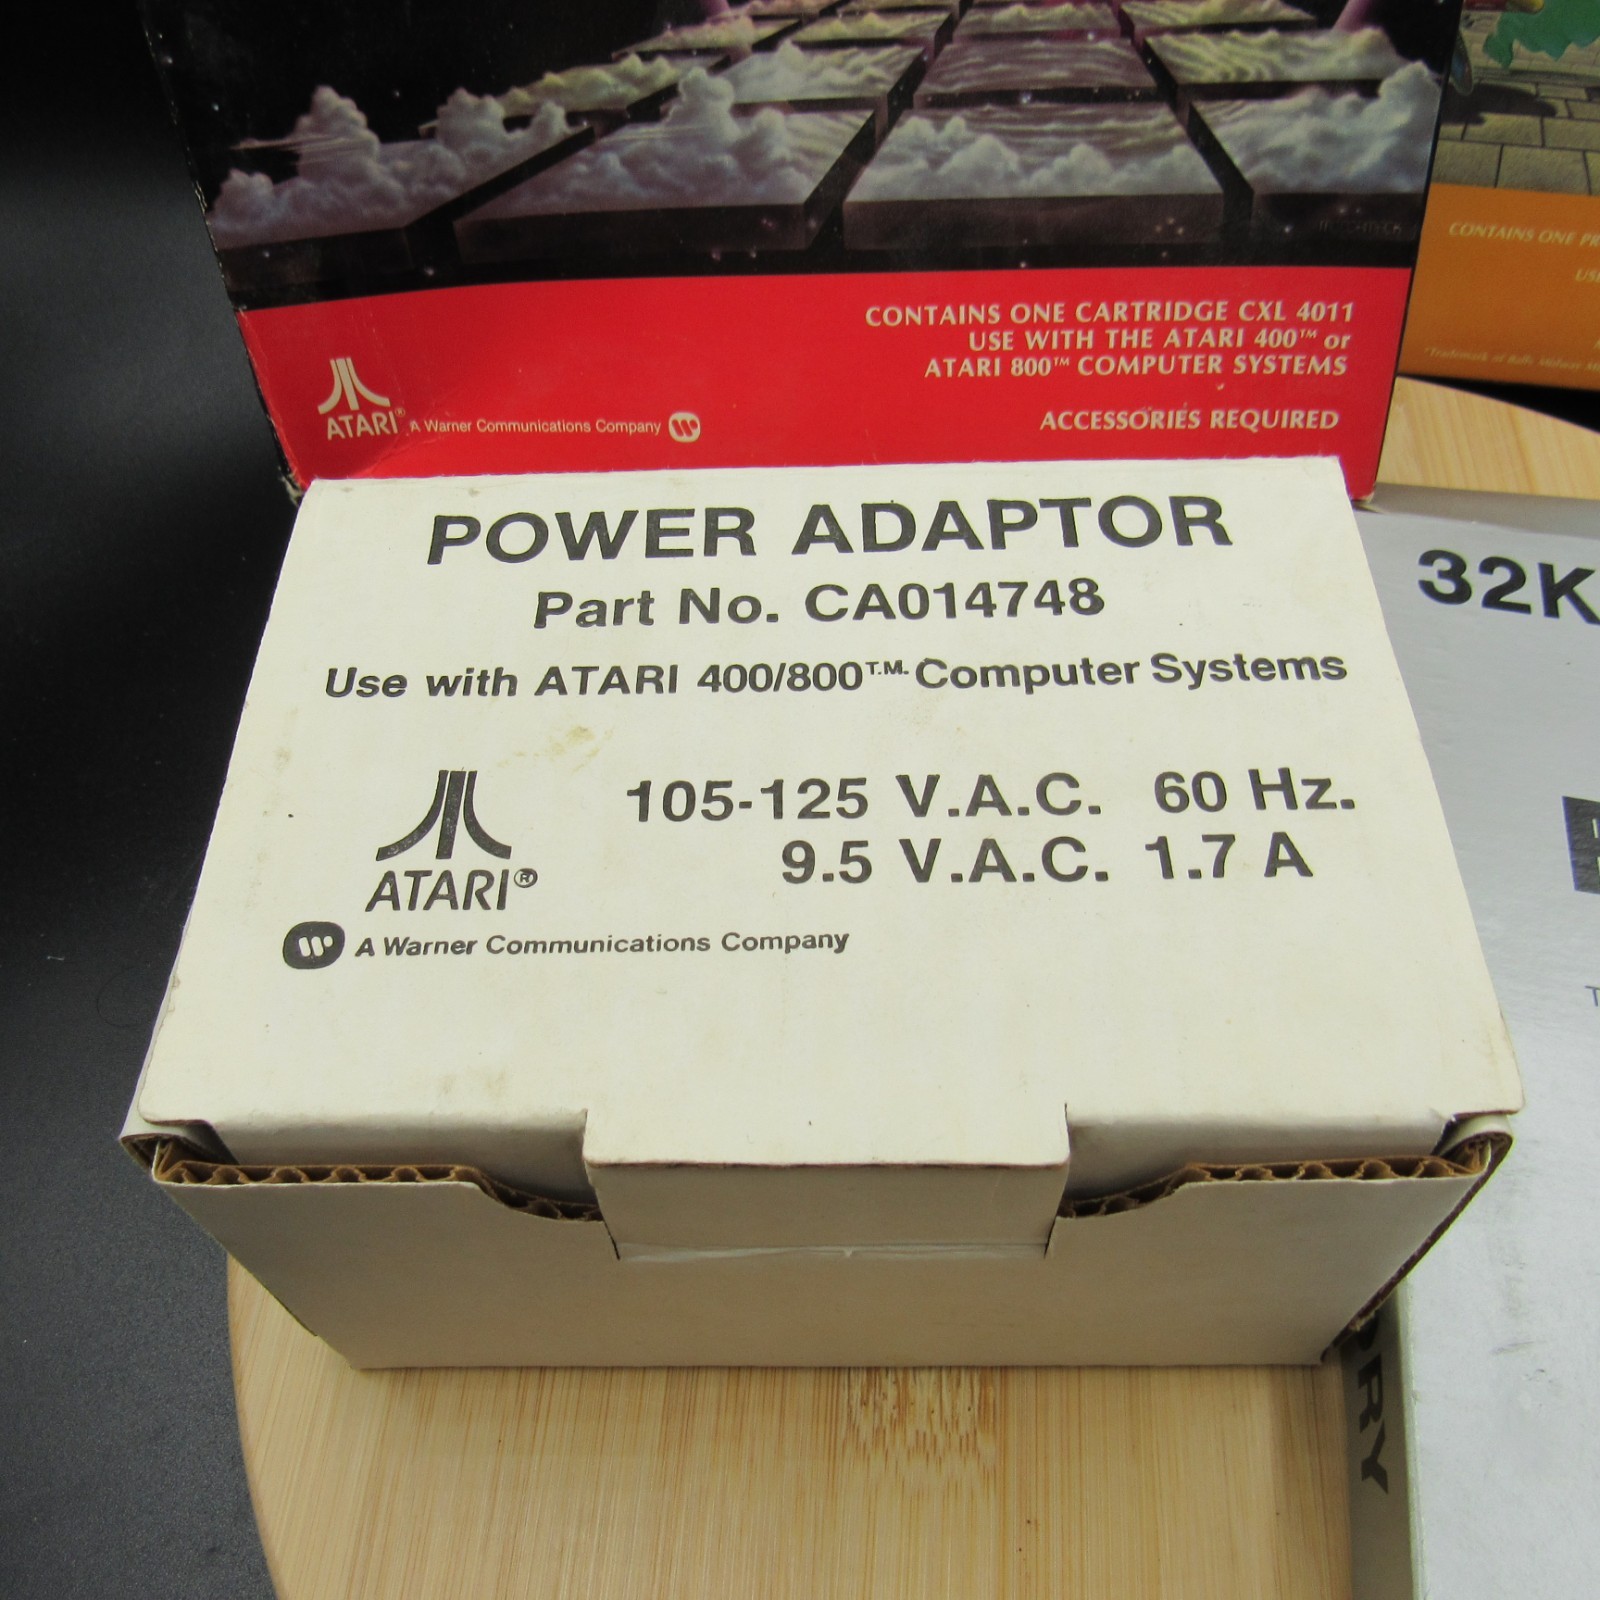 CONTAINS ONE CARTRIDGE CXL 4011
USE WITH THE ATARI 400™ or
ATARI 800™ COMPUTER SYSTEMS
ACCESSORIES REQUIRED
ATARI® A Warner Communications Company
CONTAINS ONE
POWER ADAPTOR
Part No. CA014748
Use with ATARI 400/800T.M. Computer Systems
105-125 V.A.C. 60 Hz.
9.5 V.A.C. 1.7 A
ATARI®
A Warner Communications Company
32K